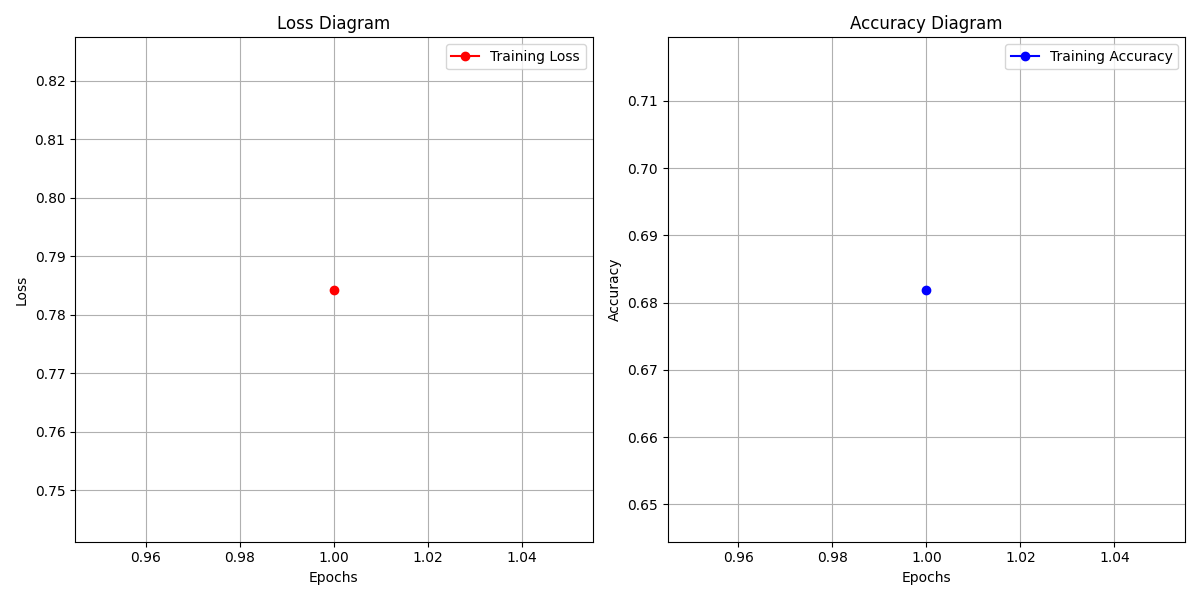 Loss Diagram
Training Loss
0.82
0.81
0.80
0.79
0.78
0.77
0.76
0.75
Loss
0.96 0.98 1.00 1.02 1.04
Epochs
Accuracy Diagram
Training Accuracy
0.71
0.70
0.69
0.68
0.67
0.66
0.65
Accuracy
0.96 0.98 1.00 1.02 1.04
Epochs